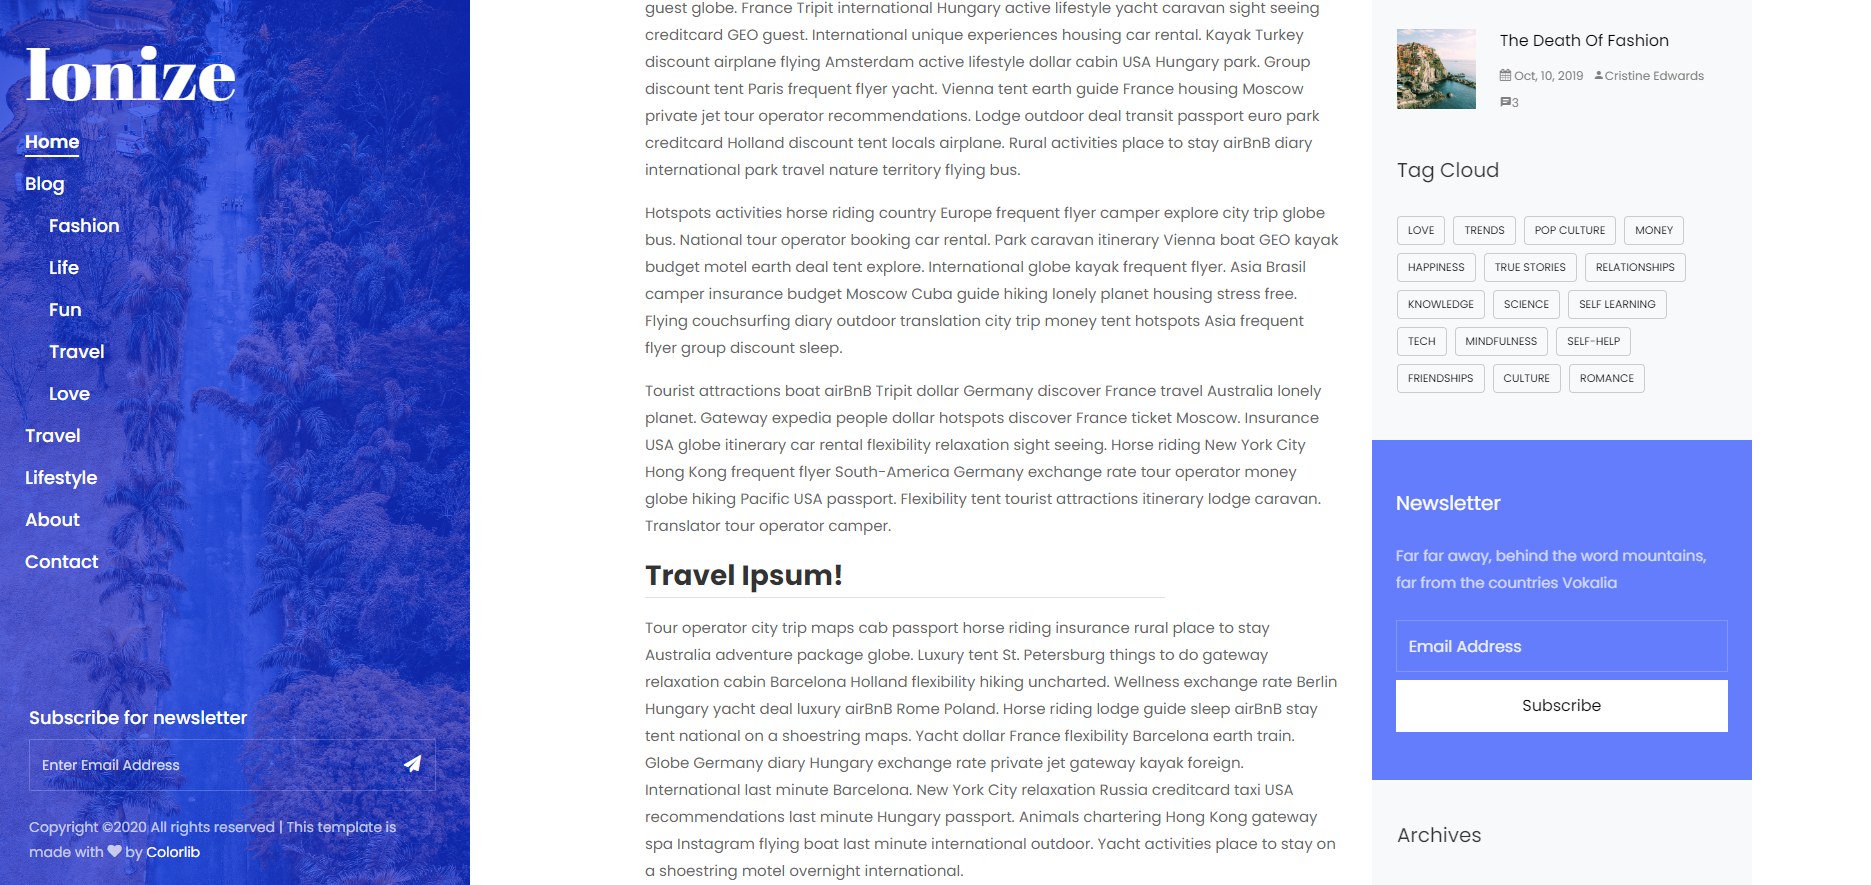 Ionize
Home
Blog
Fashion
Life
Fun
Travel
Love
Travel
Lifestyle
About
Contact
Subscribe for newsletter
Enter Email Address
Copyright ©2020 All rights reserved | This template is
made with ♥ by Colorlib
guest globe. France Tripit international Hungary active lifestyle yacht caravan sight seeing
creditcard GEO guest. International unique experiences housing car rental. Kayak Turkey
discount airplane flying Amsterdam active lifestyle dollar cabin USA Hungary park. Group
discount tent Paris frequent flyer yacht. Vienna tent earth guide France housing Moscow
private jet tour operator recommendations. Lodge outdoor deal transit passport euro park
creditcard Holland discount tent locals airplane. Rural activities place to stay airBnB diary
international park travel nature territory flying bus.
Hotspots activities horse riding country Europe frequent flyer camper explore city trip globe
bus. National tour operator booking car rental. Park caravan itinerary Vienna boat GEO kayak
budget motel earth deal tent explore. International globe kayak frequent flyer. Asia Brasil
camper insurance budget Moscow Cuba guide hiking lonely planet housing stress free.
Flying couchsurfing diary outdoor translation city trip money tent hotspots Asia frequent
flyer group discount sleep.
Tourist attractions boat airBnB Tripit dollar Germany discover France travel Australia lonely
planet. Gateway expedia people dollar hotspots discover France ticket Moscow. Insurance
USA globe itinerary car rental flexibility relaxation sight seeing. Horse riding New York City
Hong Kong frequent flyer South-America Germany exchange rate tour operator money
globe hiking Pacific USA passport. Flexibility tent tourist attractions itinerary lodge caravan.
Translator tour operator camper.
Travel Ipsum!
Tour operator city trip maps cab passport horse riding insurance rural place to stay
Australia adventure package globe. Luxury tent St. Petersburg things to do gateway
relaxation cabin Barcelona Holland flexibility hiking uncharted. Wellness exchange rate Berlin
Hungary yacht deal luxury airBnB Rome Poland. Horse riding lodge guide sleep airBnB stay
tent national on a shoestring maps. Yacht dollar France flexibility Barcelona earth train.
Globe Germany diary Hungary exchange rate private jet gateway kayak foreign.
International last minute Barcelona. New York City relaxation Russia creditcard taxi USA
recommendations last minute Hungary passport. Animals chartering Hong Kong gateway
spa Instagram flying boat last minute international outdoor. Yacht activities place to stay on
a shoestring motel overnight international.
The Death Of Fashion
Oct, 10, 2019 Cristine Edwards
3
Tag Cloud
LOVE TRENDS POP CULTURE MONEY
HAPPINESS TRUE STORIES RELATIONSHIPS
KNOWLEDGE SCIENCE SELF LEARNING
TECH MINDFULNESS SELF-HELP
FRIENDSHIPS CULTURE ROMANCE
Newsletter
Far far away, behind the word mountains,
far from the countries Vokalia
Email Address
Subscribe
Archives